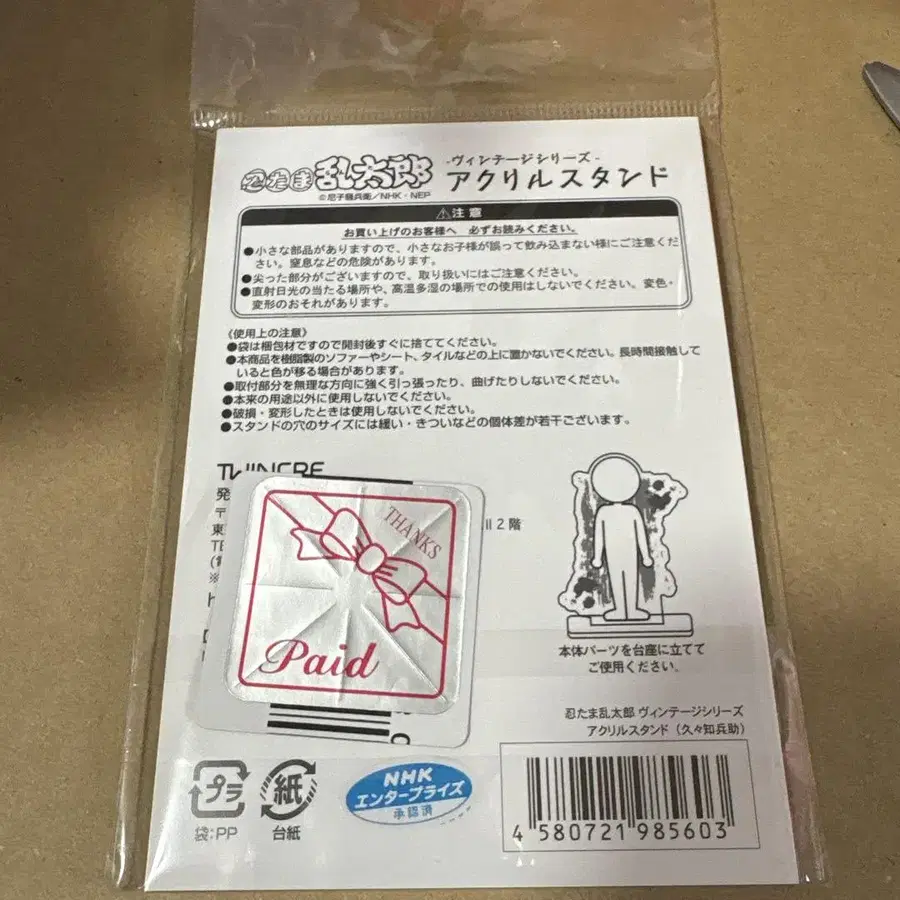 忍たま乱太郎
-ヴィンテージシリーズ-
アクリルスタンド
©尼子騒兵衛/NHK・NEP
⚠注意
お買い上げのお客様へ 必ずお読みください。
●小さな部品がありますので、小さなお子様が誤って飲み込まない様にご注意くだ
さい。窒息などの危険があります。
●尖った部分がございますので、取り扱いにはご注意ください。
●直射日光の当たる場所や、高温多湿の場所での使用はしないでください。変色・
変形のおそれがあります。
《使用上の注意》
●袋は梱包材ですので開封後すぐに捨ててください。
●本商品を樹脂製のソファーやシート、タイルなどの上に置かないでください。長時間接触して
いると色が移る場合があります。
●取付部分を無理な方向に強く引っ張ったり、曲げたりしないでください。
●本来の用途以外に使用しないでください。
●破損・変形したときは使用しないでください。
●スタンドの穴のサイズには緩い・きついなどの個体差が若干ございます。
TWINCRE
発
〒
東
2階
TE
※
THANKS
Paid
本体パーツを台座に立てて
ご使用ください。
忍たま乱太郎 ヴィンテージシリーズ
アクリルスタンド(久々知兵助)
プラ
袋:PP
紙
台紙
NHK
エンタープライズ
承認済
4 580721 985603